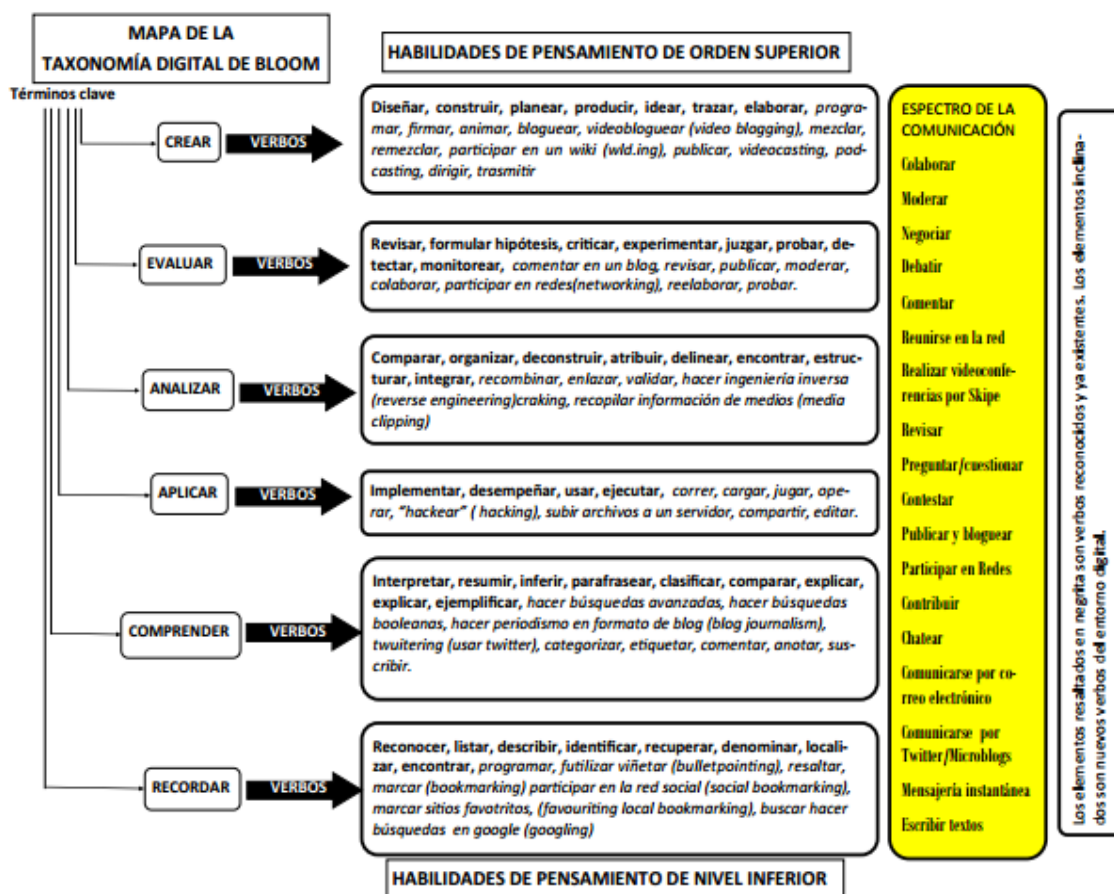 MAPA DE LA
TAXONOMÍA DIGITAL DE BLOOM
HABILIDADES DE PENSAMIENTO DE ORDEN SUPERIOR
Términos clave
CREAR
VERBOS
Diseñar, construir, planear, producir, idear, trazar, elaborar, progra-
mar, firmar, animar, bloguear, videobloguear (video blogging), mezclar,
remezclar, participar en un wiki (wld.ing), publicar, videocasting, pod-
casting, dirigir, trasmitir
EVALUAR
VERBOS
Revisar, formular hipótesis, criticar, experimentar, juzgar, probar, de-
tectar, monitorear, comentar en un blog, revisar, publicar, moderar,
colaborar, participar en redes(networking), reelaborar, probar.
ANALIZAR
VERBOS
Comparar, organizar, deconstruir, atribuir, delinear, encontrar, estruc-
turar, integrar, recombinar, enlazar, validar, hacer ingeniería inversa
(reverse engineering)craking, recopilar información de medios (media
clipping)
APLICAR
VERBOS
Implementar, desempeñar, usar, ejecutar, correr, cargar, jugar, ope-
rar, "hackear" ( hacking), subir archivos a un servidor, compartir, editar.
COMPRENDER
VERBOS
Interpretar, resumir, inferir, parafrasear, clasificar, comparar, explicar,
explicar, ejemplificar, hacer búsquedas avanzadas, hacer búsquedas
booleanas, hacer periodismo en formato de blog (blog journalism),
twuitering (usar twitter), categorizar, etiquetar, comentar, anotar, sus-
cribir.
RECORDAR
VERBOS
Reconocer, listar, describir, identificar, recuperar, denominar, locali-
zar, encontrar, programar, futilizar viñetar (bulletpointing), resaltar,
marcar (bookmarking) participar en la red social (social bookmarking),
marcar sitios favotritos, (favouriting local bookmarking), buscar hacer
búsquedas en google (googling)
HABILIDADES DE PENSAMIENTO DE NIVEL INFERIOR
ESPECTRO DE LA
COMUNICACIÓN
Colaborar
Moderar
Negociar
Debatir
Comentar
Reunirse en la red
Realizar videoconfe-
rencias por Skipe
Revisar
Preguntar/cuestionar
Contestar
Publicar y bloguear
Participar en Redes
Contribuir
Chatear
Comunicarse por co-
rreo electrónico
Comunicarse por
Twitter/Microblogs
Mensajería instantánea
Escribir textos
Los elementos resaltados en negrita son verbos reconocidos y ya existentes. Los elementos inclina-
dos son nuevos verbos del entorno digital.